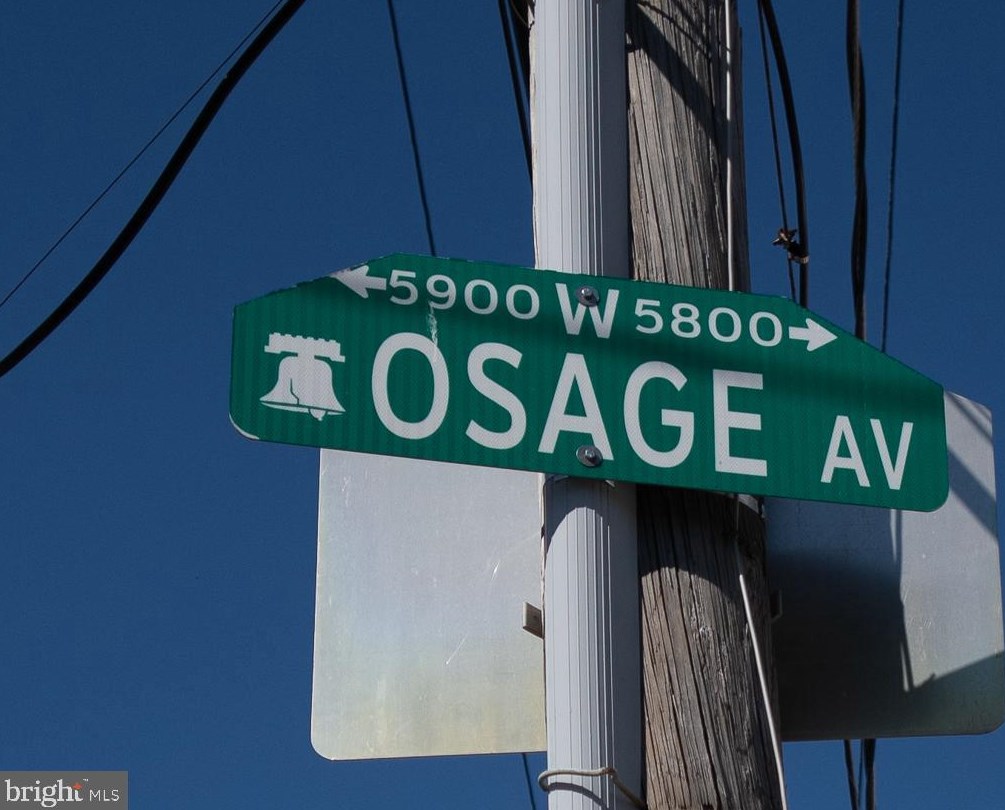 5900 W 5800
OSAGE AV
bright MLS